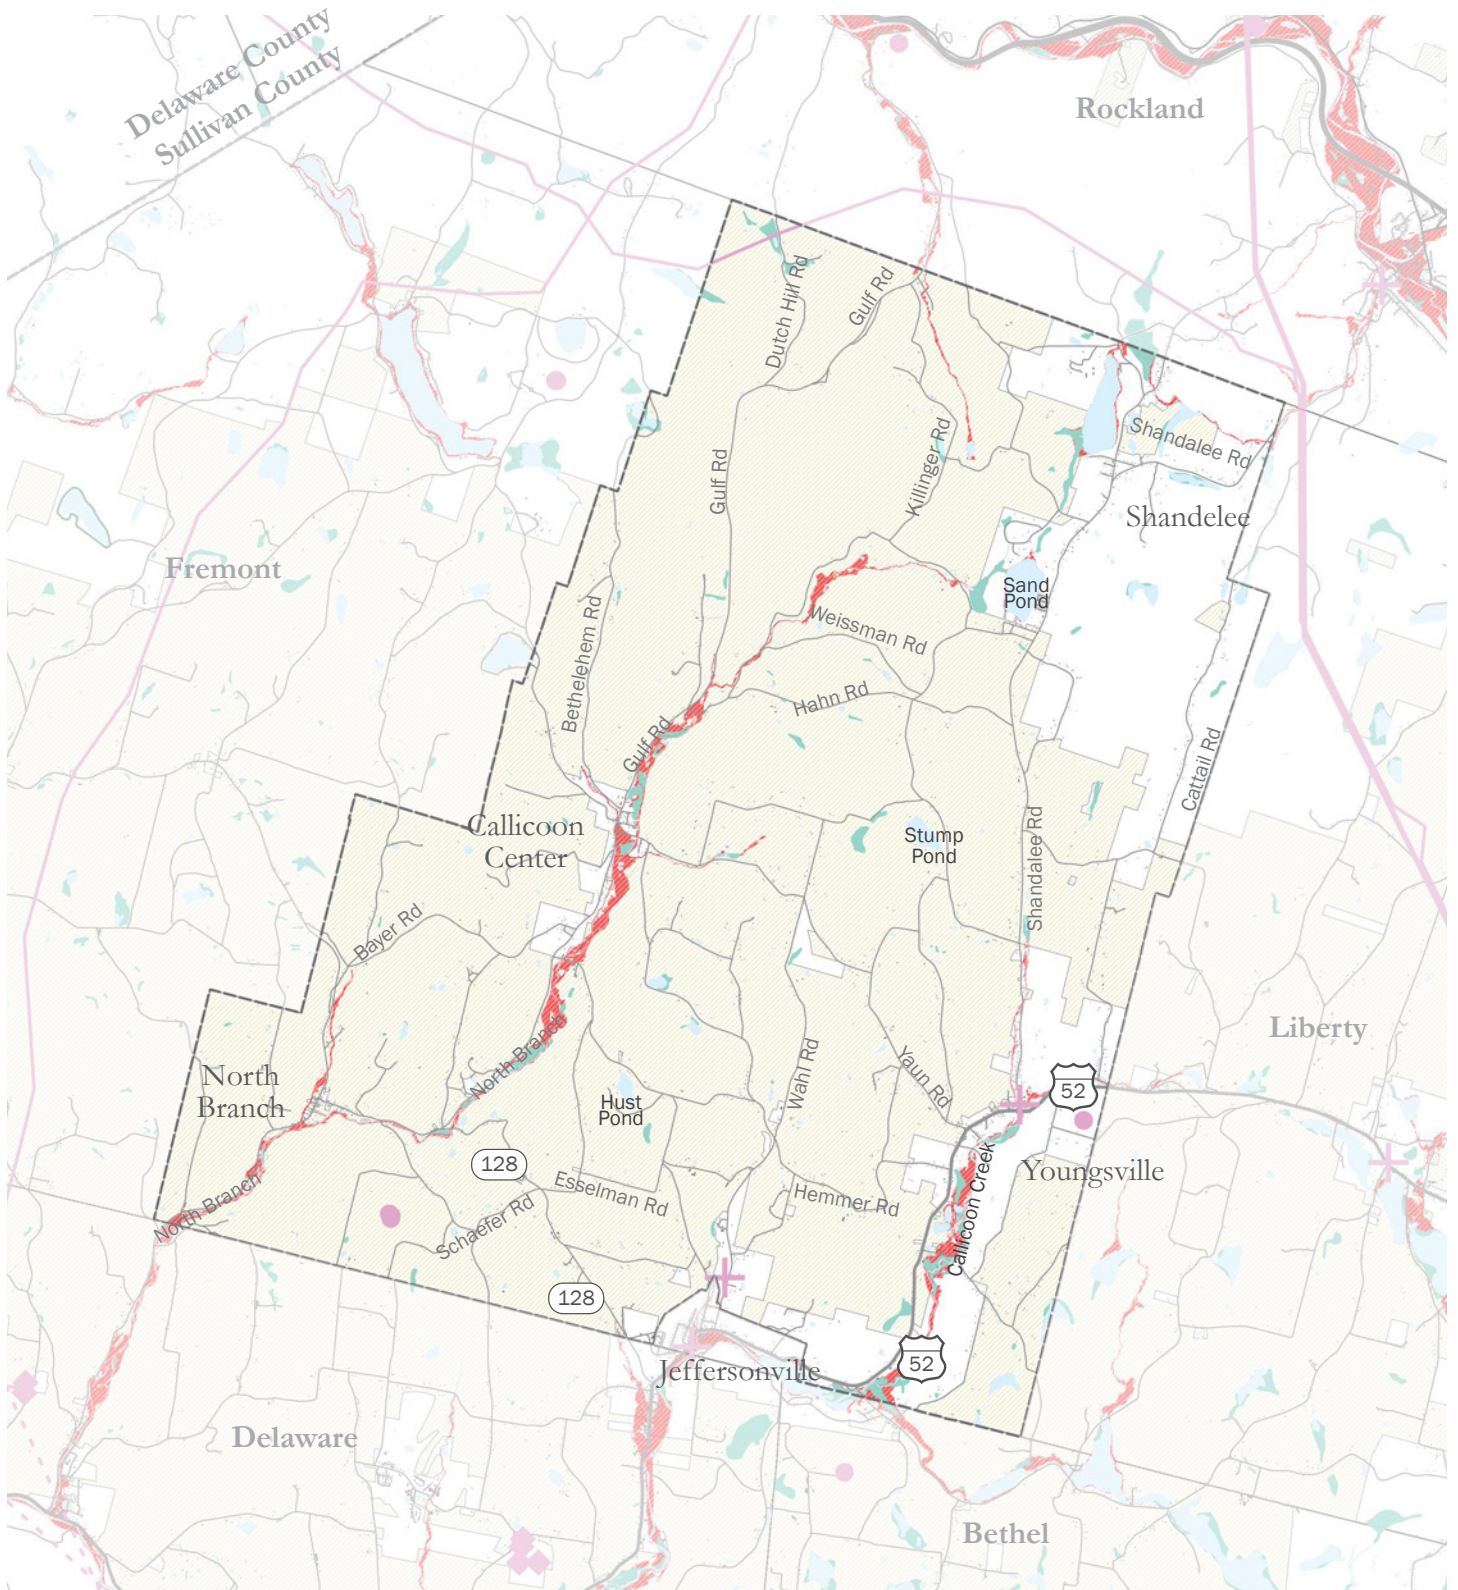 Delaware County
Sullivan County
Rockland
Dutch Hill Rd
Gulf Rd
Shandalee Rd
Gulf Rd
Killinger Rd
Shandelee
Fremont
Sand
Pond
Bethelehem Rd
Weissman Rd
Hahn Rd
Gulf Rd
Cattail Rd
Callicoon
Center
Stump
Pond
Shandalee Rd
Bayer Rd
Liberty
North Branch
Wahl Rd
Yaun Rd
North
Branch
52
Hust
Pond
128
Youngsville
Callicoon Creek
Esselman Rd
Hemmer Rd
North Branch
Schaefer Rd
128
52
Jeffersonville
Delaware
Bethel